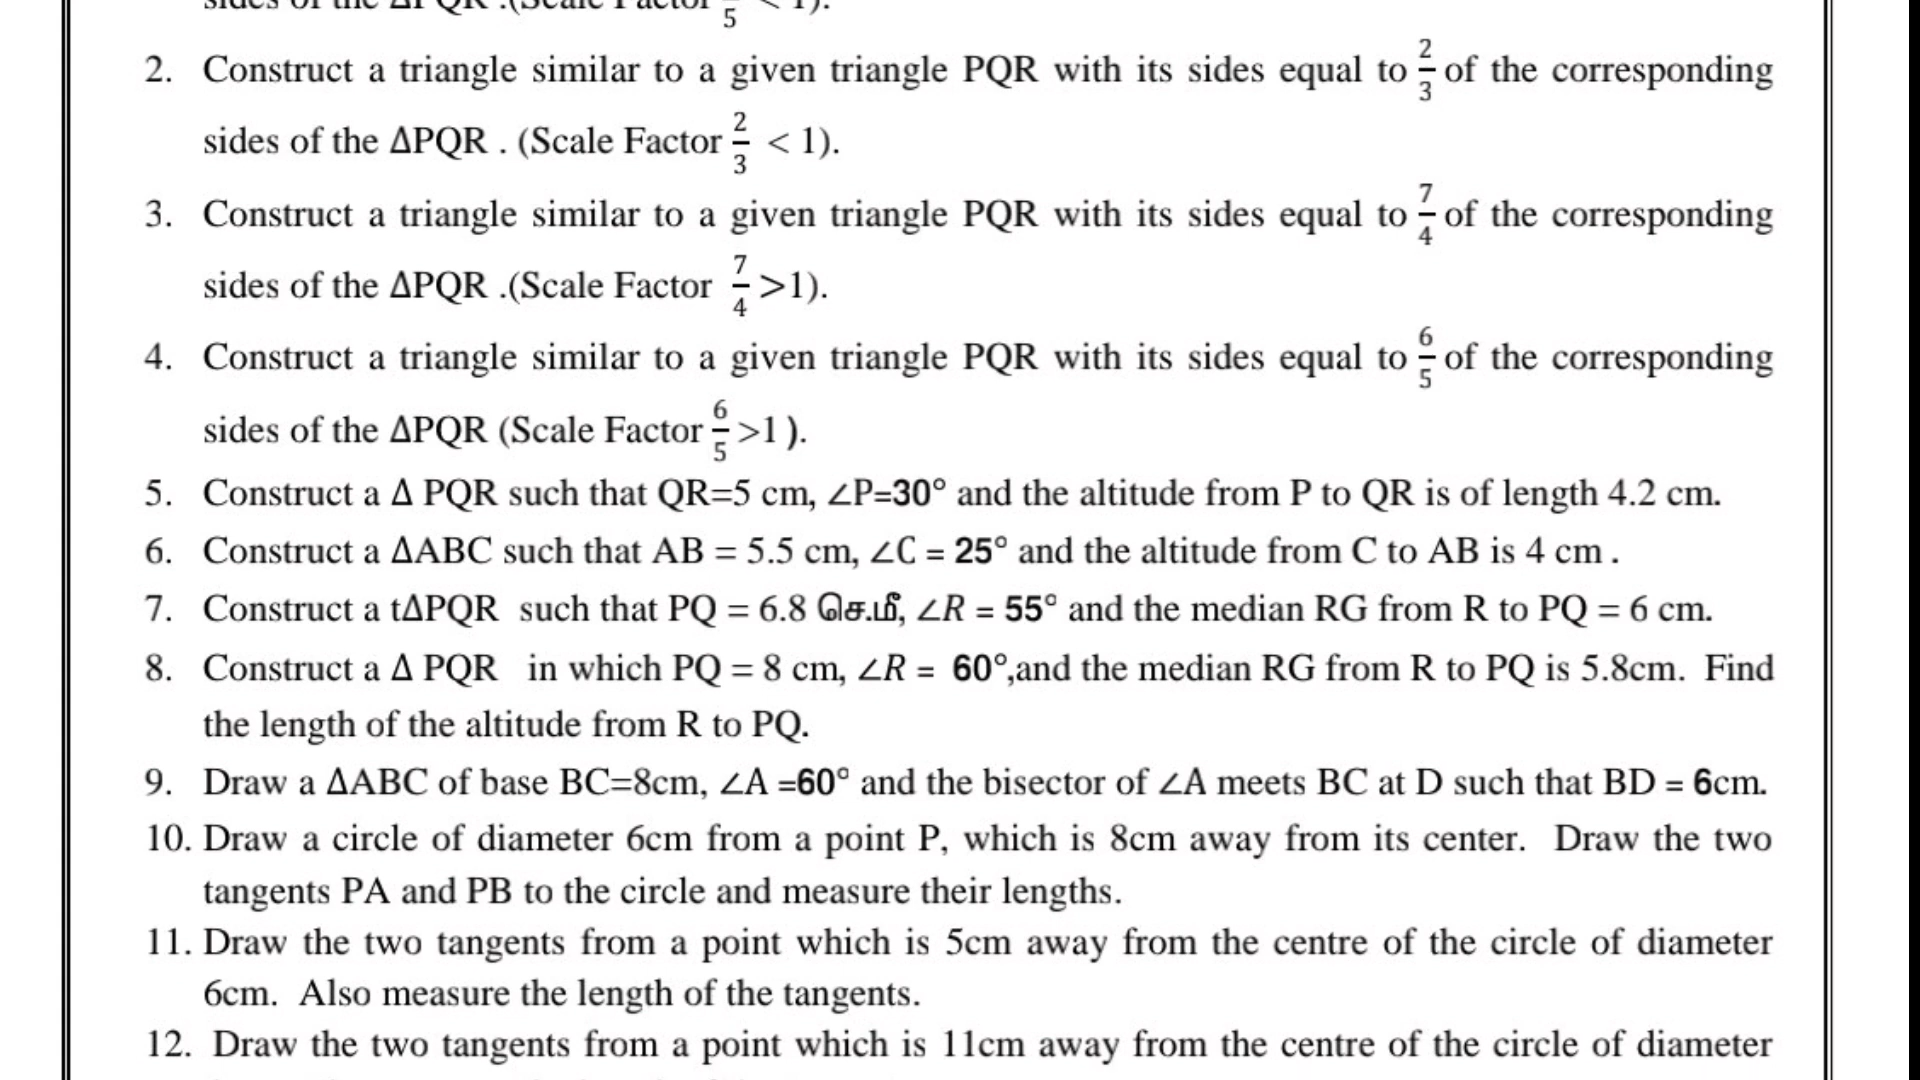 sides of the ΔPQR .(Scale Factor 5 < 1).
2. Construct a triangle similar to a given triangle PQR with its sides equal to 2/3 of the corresponding
sides of the ΔPQR . (Scale Factor 2/3 < 1).
3. Construct a triangle similar to a given triangle PQR with its sides equal to 7/4 of the corresponding
sides of the ΔPQR .(Scale Factor 7/4 >1).
4. Construct a triangle similar to a given triangle PQR with its sides equal to 6/5 of the corresponding
sides of the ΔPQR (Scale Factor 6/5 >1 ).
5. Construct a Δ PQR such that QR=5 cm, ∠P=30° and the altitude from P to QR is of length 4.2 cm.
6. Construct a ΔABC such that AB = 5.5 cm, ∠C = 25° and the altitude from C to AB is 4 cm .
7. Construct a tΔPQR such that PQ = 6.8 செ.மீ, ∠R = 55° and the median RG from R to PQ = 6 cm.
8. Construct a Δ PQR in which PQ = 8 cm, ∠R = 60°,and the median RG from R to PQ is 5.8cm. Find
the length of the altitude from R to PQ.
9. Draw a ΔABC of base BC=8cm, ∠A =60° and the bisector of ∠A meets BC at D such that BD = 6cm.
10. Draw a circle of diameter 6cm from a point P, which is 8cm away from its center. Draw the two
tangents PA and PB to the circle and measure their lengths.
11. Draw the two tangents from a point which is 5cm away from the centre of the circle of diameter
6cm. Also measure the length of the tangents.
12. Draw the two tangents from a point which is 11cm away from the centre of the circle of diameter